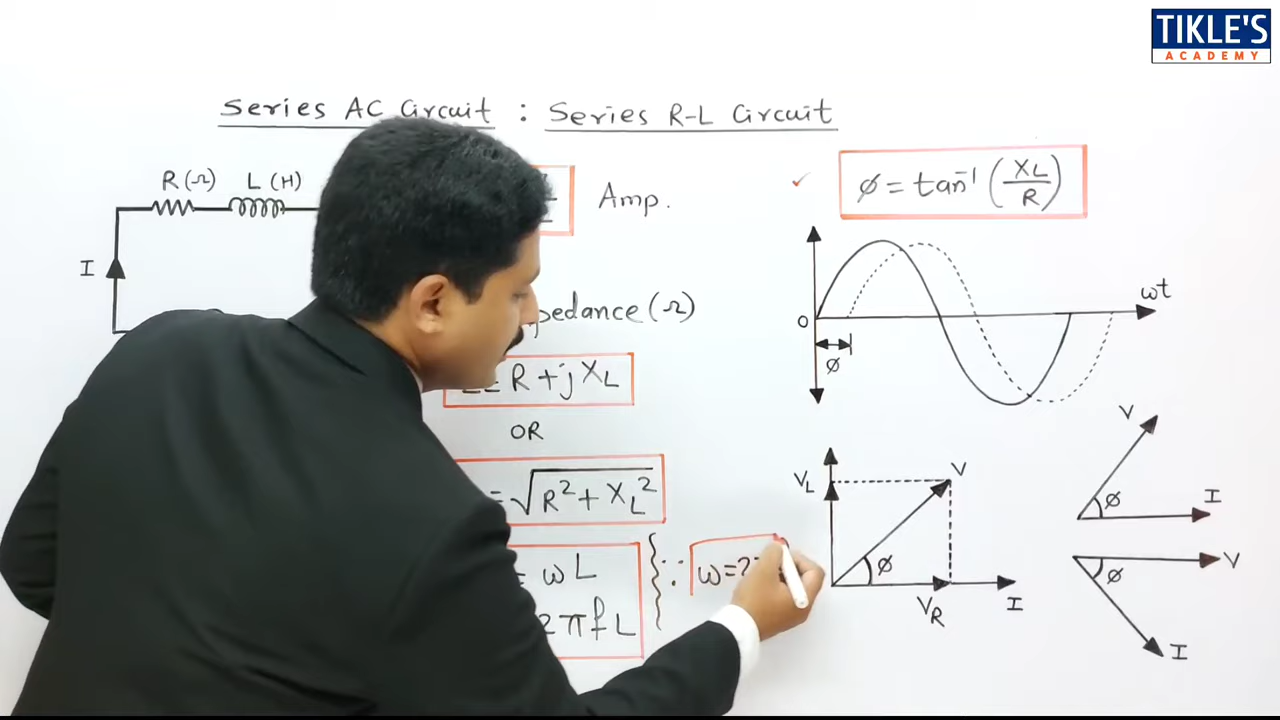 TIKLE'S
ACADEMY
Series AC Circuit : Series R-L Circuit
R (Ω) L (H)
I
Amp.
φ = tan⁻¹ (XL/R)
0
φ
ωt
(Ω)
R + j XL
OR
= √R² + XL²
ωL
2πfL
∵ ω=2
VL
V
φ
VR
I
V
φ
I
V
φ
I